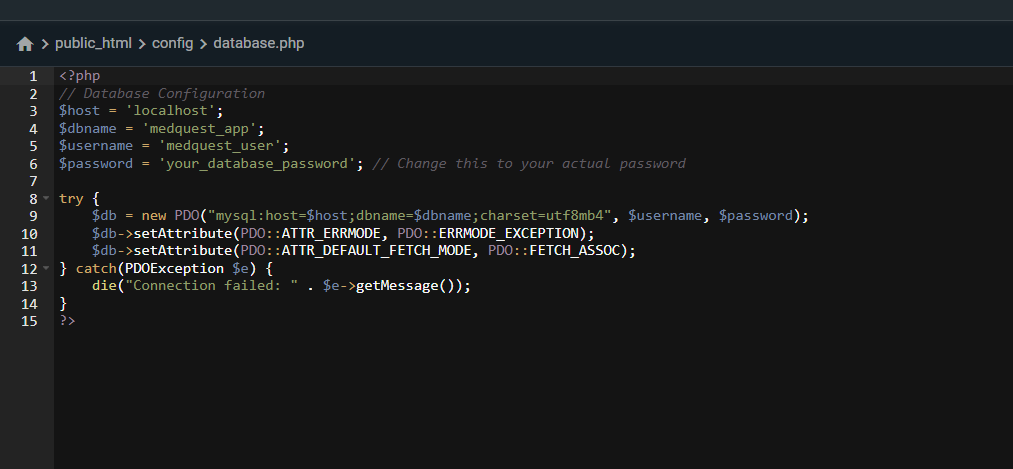 public_html > config > database.php
1 <?php
2 // Database Configuration
3 $host = 'localhost';
4 $dbname = 'medquest_app';
5 $username = 'medquest_user';
6 $password = 'your_database_password'; // Change this to your actual password
7
8 try {
9     $db = new PDO("mysql:host=$host;dbname=$dbname;charset=utf8mb4", $username, $password);
10     $db->setAttribute(PDO::ATTR_ERRMODE, PDO::ERRMODE_EXCEPTION);
11     $db->setAttribute(PDO::ATTR_DEFAULT_FETCH_MODE, PDO::FETCH_ASSOC);
12 } catch(PDOException $e) {
13     die("Connection failed: " . $e->getMessage());
14 }
15 ?>